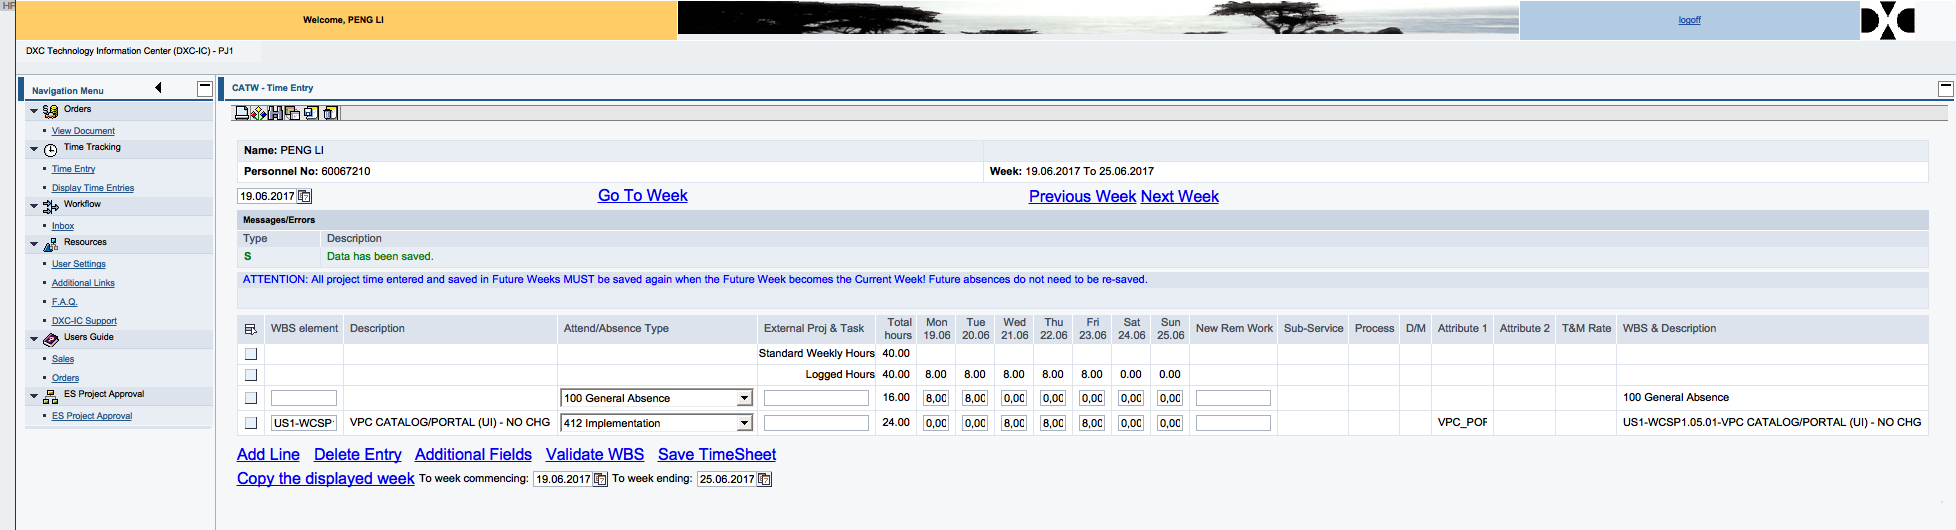 HP
Welcome, PENG LI
logoff
DXC
DXC Technology Information Center (DXC-IC) - PJ1
Navigation Menu
Orders
View Document
Time Tracking
Time Entry
Display Time Entries
Workflow
Inbox
Resources
User Settings
Additional Links
F.A.Q.
DXC-IC Support
Users Guide
Sales
Orders
ES Project Approval
ES Project Approval
CATW - Time Entry
Name: PENG LI
Personnel No: 60067210 Week: 19.06.2017 To 25.06.2017
19.06.2017 Go To Week Previous Week Next Week
Messages/Errors
Type Description
S Data has been saved.
ATTENTION: All project time entered and saved in Future Weeks MUST be saved again when the Future Week becomes the Current Week! Future absences do not need to be re-saved.
WBS element Description Attend/Absence Type External Proj & Task Total hours Mon 19.06 Tue 20.06 Wed 21.06 Thu 22.06 Fri 23.06 Sat 24.06 Sun 25.06 New Rem Work Sub-Service Process D/M Attribute 1 Attribute 2 T&M Rate WBS & Description
Standard Weekly Hours 40.00
Logged Hours 40.00 8.00 8.00 8.00 8.00 8.00 0.00 0.00
100 General Absence 16.00 8,00 8,00 0,00 0,00 0,00 0,00 0,00 100 General Absence
US1-WCSP VPC CATALOG/PORTAL (UI) - NO CHG 412 Implementation 24.00 0,00 0,00 8,00 8,00 8,00 0,00 0,00 VPC_POF US1-WCSP1.05.01-VPC CATALOG/PORTAL (UI) - NO CHG
Add Line Delete Entry Additional Fields Validate WBS Save TimeSheet
Copy the displayed week To week commencing: 19.06.2017 To week ending: 25.06.2017